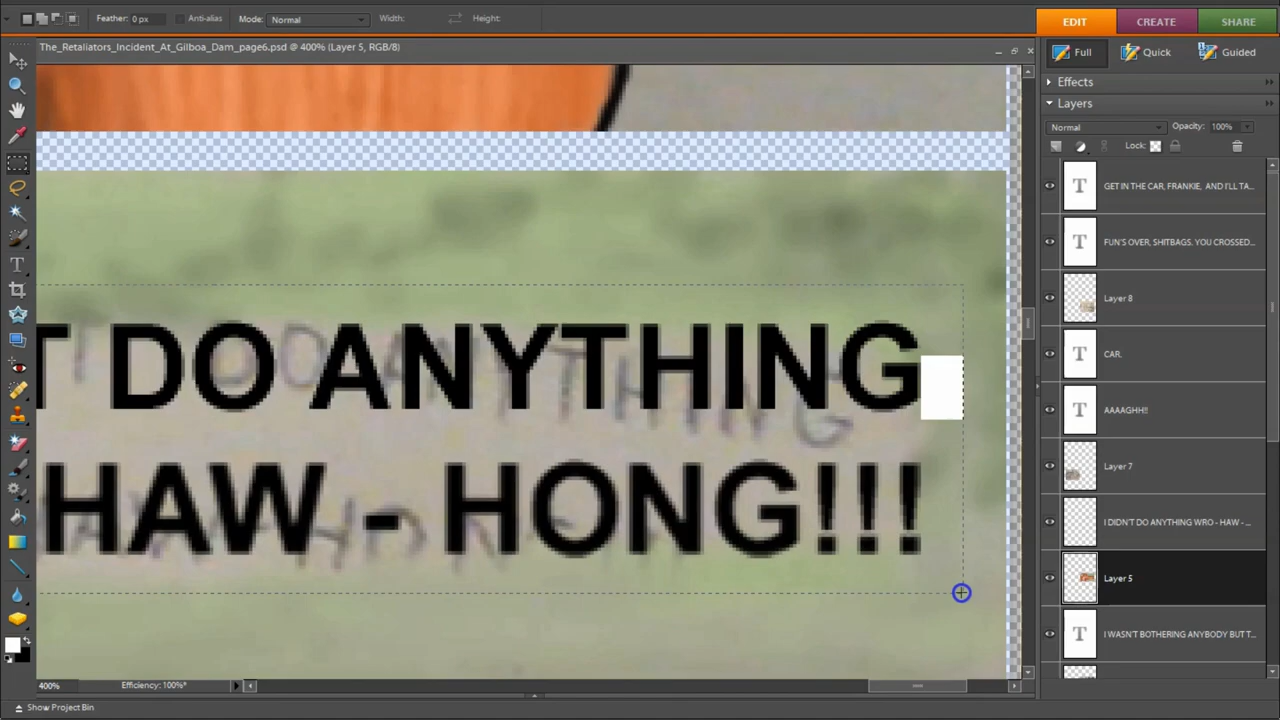 Feather: 0 px Anti-alias Mode: Normal Width: Height:
EDIT CREATE SHARE
The_Retaliators_Incident_At_Gilboa_Dam_page6.psd @ 400% (Layer 5, RGB/8)
Full Quick Guided
Effects
Layers
Normal Opacity: 100%
Lock:
GET IN THE CAR, FRANKIE, AND I'LL TA...
FUN'S OVER, SHITBAGS. YOU CROSSED...
Layer 8
CAR.
AAAAGHH!!
Layer 7
I DIDN'T DO ANYTHING WRO - HAW - ...
Layer 5
I WASN'T BOTHERING ANYBODY BUT T...
T DO ANYTHING
HAW - HONG!!!
400% Efficiency: 100%*
Show Project Bin